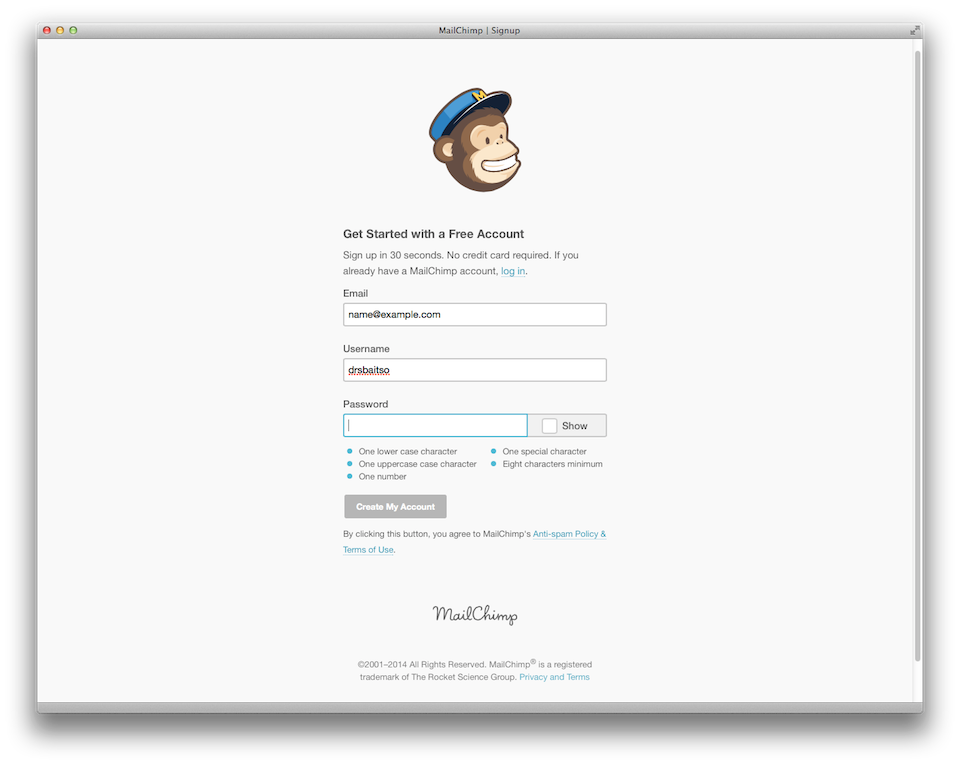 MailChimp | Signup
M
Get Started with a Free Account
Sign up in 30 seconds. No credit card required. If you
already have a MailChimp account, log in.
Email
name@example.com
Username
drsbaitso
Password
Show
One lower case character
One special character
One uppercase case character
Eight characters minimum
One number
Create My Account
By clicking this button, you agree to MailChimp's Anti-spam Policy &
Terms of Use.
MailChimp
©2001–2014 All Rights Reserved. MailChimp® is a registered
trademark of The Rocket Science Group. Privacy and Terms